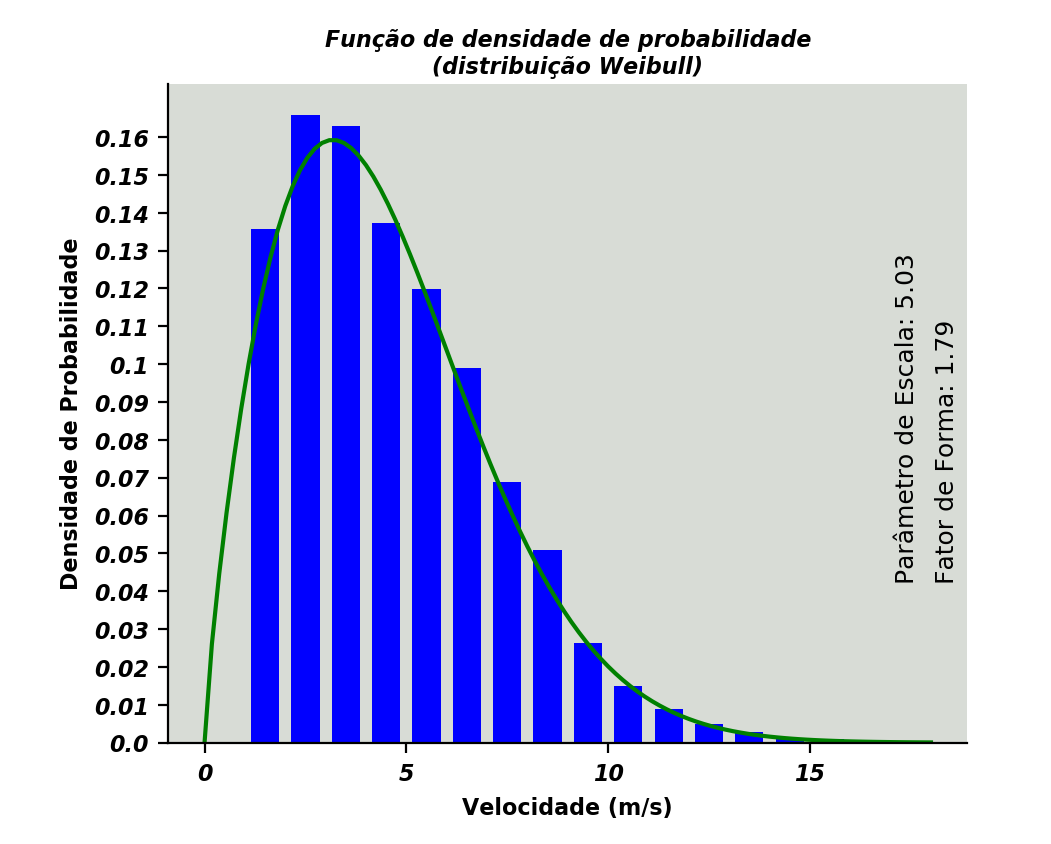 Função de densidade de probabilidade
(distribuição Weibull)
Densidade de Probabilidade
0.16
0.15
0.14
0.13
0.12
0.11
0.1
0.09
0.08
0.07
0.06
0.05
0.04
0.03
0.02
0.01
0.0
Parâmetro de Escala: 5.03
Fator de Forma: 1.79
0 5 10 15
Velocidade (m/s)